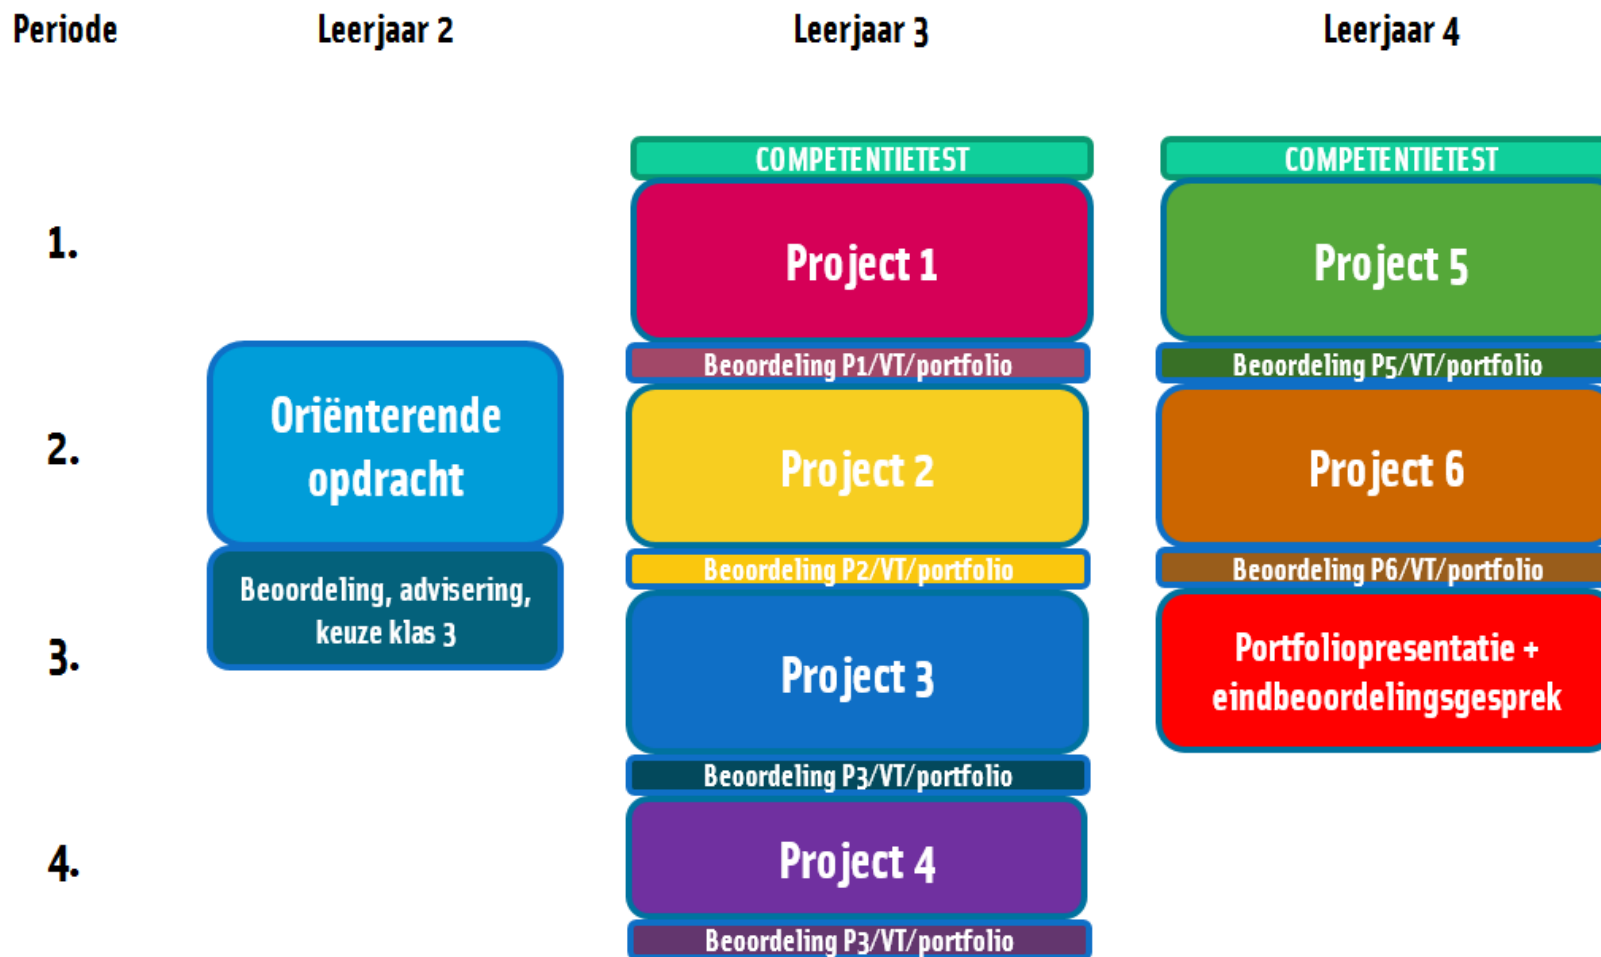 Periode
Leerjaar 2
Leerjaar 3
Leerjaar 4
COMPETENTIETEST
COMPETENTIETEST
1.
Project 1
Project 5
Beoordeling P1/VT/portfolio
Beoordeling P5/VT/portfolio
2.
Oriënterende
opdracht
Project 2
Project 6
Beoordeling P2/VT/portfolio
Beoordeling P6/VT/portfolio
3.
Beoordeling, advisering,
keuze klas 3
Project 3
Portfoliopresentatie +
eindbeoordelingsgesprek
Beoordeling P3/VT/portfolio
4.
Project 4
Beoordeling P3/VT/portfolio